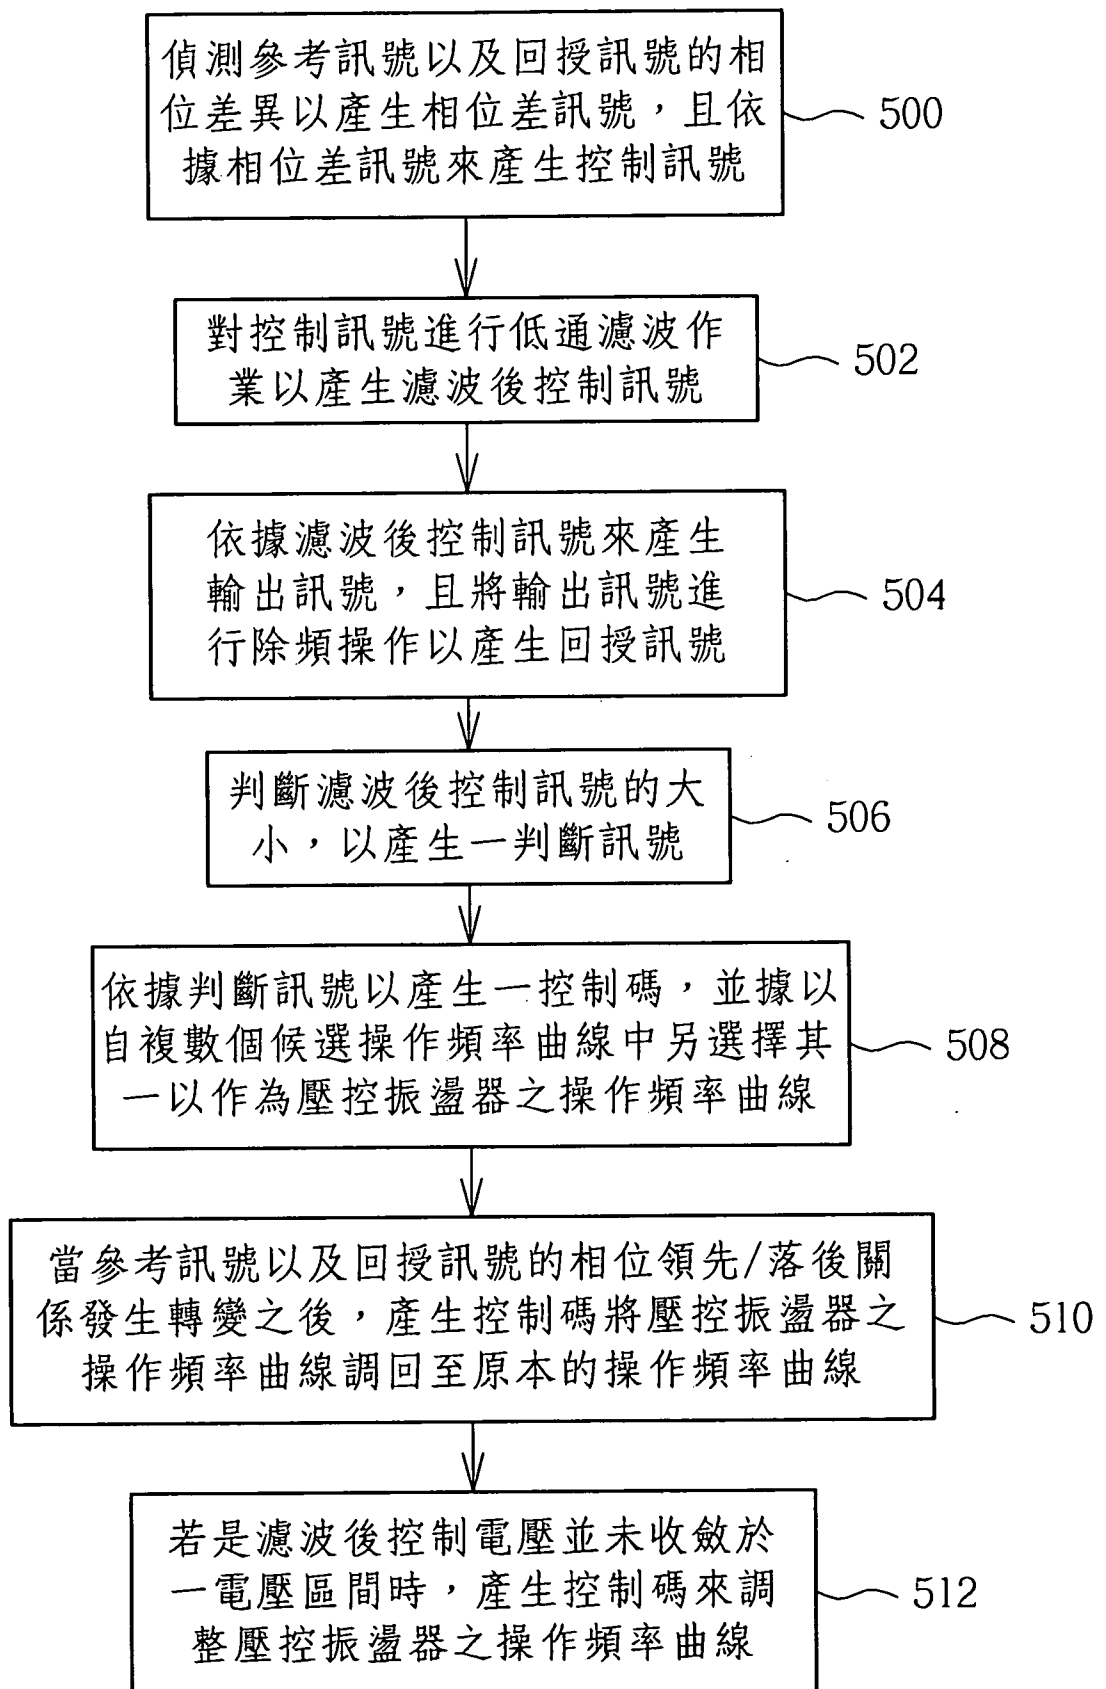 偵測參考訊號以及回授訊號的相
位差異以產生相位差訊號，且依
據相位差訊號來產生控制訊號
500
對控制訊號進行低通濾波作
業以產生濾波後控制訊號
502
依據濾波後控制訊號來產生
輸出訊號，且將輸出訊號進
行除頻操作以產生回授訊號
504
判斷濾波後控制訊號的大
小，以產生一判斷訊號
506
依據判斷訊號以產生一控制碼，並據以
自複數個候選操作頻率曲線中另選擇其
一以作為壓控振盪器之操作頻率曲線
508
當參考訊號以及回授訊號的相位領先/落後關
係發生轉變之後，產生控制碼將壓控振盪器之
操作頻率曲線調回至原本的操作頻率曲線
510
若是濾波後控制電壓並未收斂於
一電壓區間時，產生控制碼來調
整壓控振盪器之操作頻率曲線
512